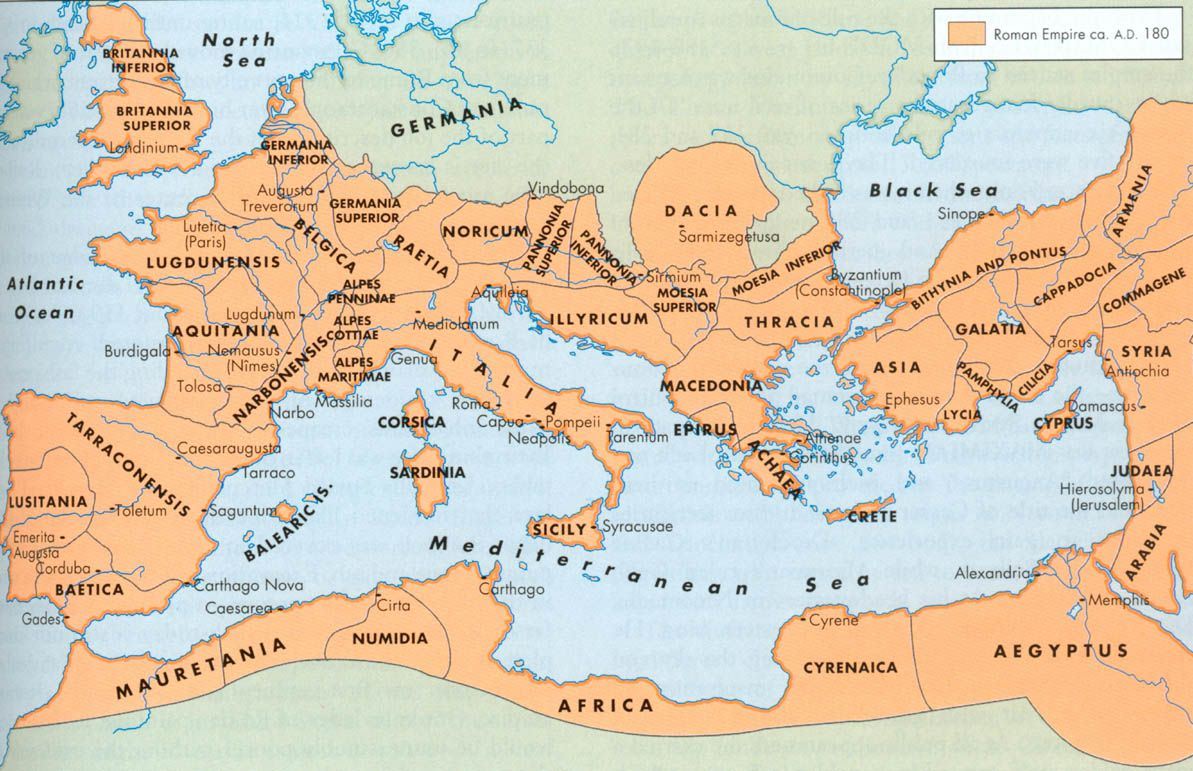 Roman Empire ca. A.D. 180
North
Sea
BRITANNIA
INFERIOR
BRITANNIA
SUPERIOR
Londinium
GERMANIA
GERMANIA
INFERIOR
Augusta
Treverorum
GERMANIA
SUPERIOR
Lutetia
(Paris)
BELGICA
LUGDUNENSIS
RAETIA
NORICUM
Vindobona
PANNONIA
SUPERIOR
PANNONIA
INFERIOR
DACIA
Sarmizegetusa
Black Sea
Sinope
ARMENIA
Atlantic
Ocean
ALPES
PENNINAE
Lugdunum
ALPES
COTTIAE
AQUITANIA
Burdigala
Nemausus
(Nîmes)
ALPES
MARITIMAE
Tolosa
NARBONENSIS
Narbo
Massilia
Mediolanum
Genua
Aquileia
ITALIA
ILLYRICUM
Sirmium
MOESIA
SUPERIOR
MOESIA INFERIOR
Byzantium
(Constantinople)
THRACIA
BITHYNIA AND PONTUS
CAPPADOCIA
COMMAGENE
GALATIA
ASIA
Tarsus
SYRIA
Antiochia
PAMPHYLIA
CILICIA
LYCIA
Ephesus
CYPRUS
Damascus
MACEDONIA
EPIRUS
ACHAEA
Athenae
Corinthus
CRETE
CORSICA
SARDINIA
Roma
Capua
Pompeii
Neapolis
Tarentum
SICILY
Syracusae
TARRACONENSIS
Caesaraugusta
Tarraco
LUSITANIA
Toletum
Saguntum
BALEARIC IS.
Emerita
Augusta
Corduba
BAETICA
Carthago Nova
Gades
Caesarea
Cirta
Carthago
Mediterranean Sea
MAURETANIA
NUMIDIA
AFRICA
Cyrene
CYRENAICA
Alexandria
Memphis
AEGYPTUS
JUDAEA
Hierosolyma
(Jerusalem)
ARABIA